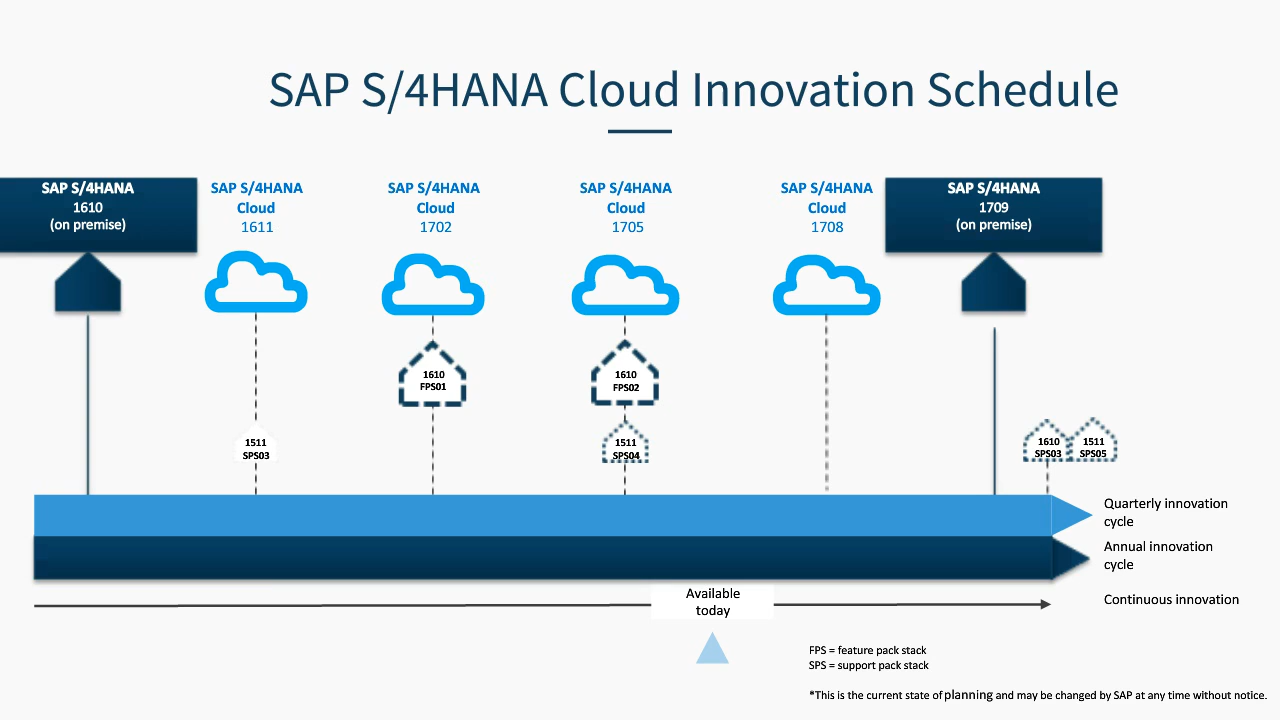 SAP S/4HANA Cloud Innovation Schedule
SAP S/4HANA
1610
(on premise)
SAP S/4HANA
Cloud
1611
SAP S/4HANA
Cloud
1702
SAP S/4HANA
Cloud
1705
SAP S/4HANA
Cloud
1708
SAP S/4HANA
1709
(on premise)
1610
FPS01
1610
FPS02
1511
SPS03
1511
SPS04
1610
SPS03
1511
SPS05
Quarterly innovation
cycle
Annual innovation
cycle
Continuous innovation
Available
today
FPS = feature pack stack
SPS = support pack stack
*This is the current state of planning and may be changed by SAP at any time without notice.